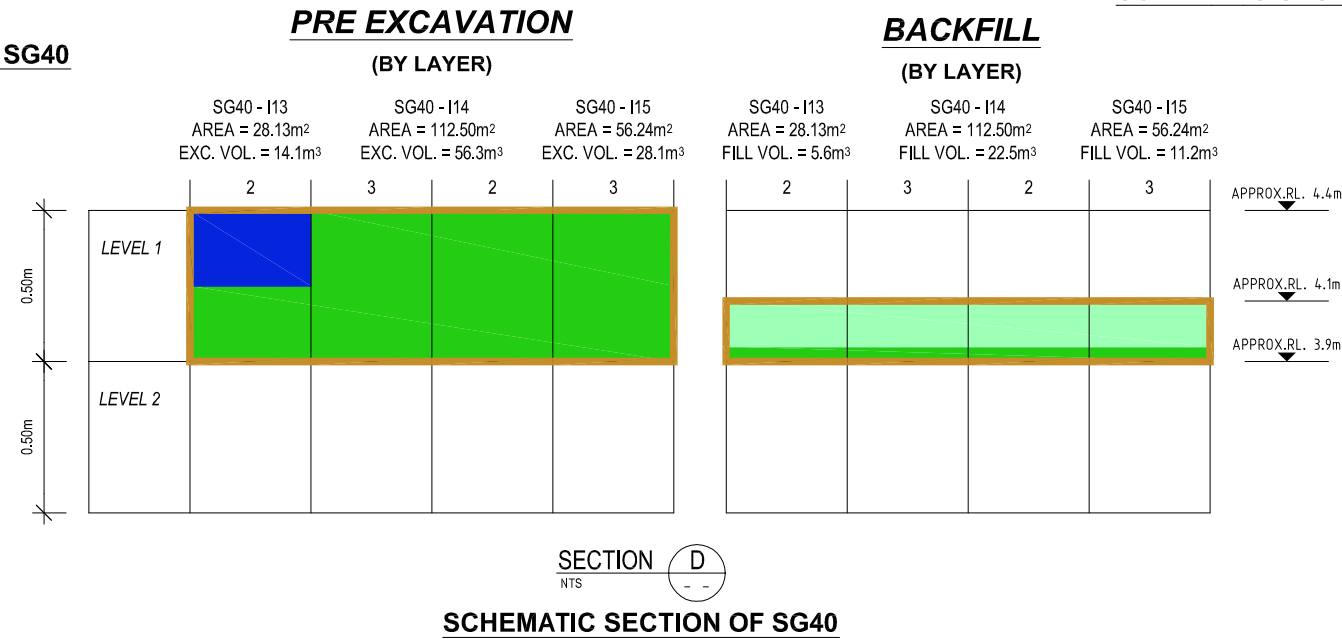 PRE EXCAVATION
BACKFILL
SG40
(BY LAYER)
(BY LAYER)
SG40 - I13
AREA = 28.13m²
EXC. VOL. = 14.1m³
SG40 - I14
AREA = 112.50m²
EXC. VOL. = 56.3m³
SG40 - I15
AREA = 56.24m²
EXC. VOL. = 28.1m³
SG40 - I13
AREA = 28.13m²
FILL VOL. = 5.6m³
SG40 - I14
AREA = 112.50m²
FILL VOL. = 22.5m³
SG40 - I15
AREA = 56.24m²
FILL VOL. = 11.2m³
2 3 2 3
2 3 2 3
APPROX.RL. 4.4m
LEVEL 1
0.50m
APPROX.RL. 4.1m
APPROX.RL. 3.9m
LEVEL 2
0.50m
SECTION D
NTS - -
SCHEMATIC SECTION OF SG40